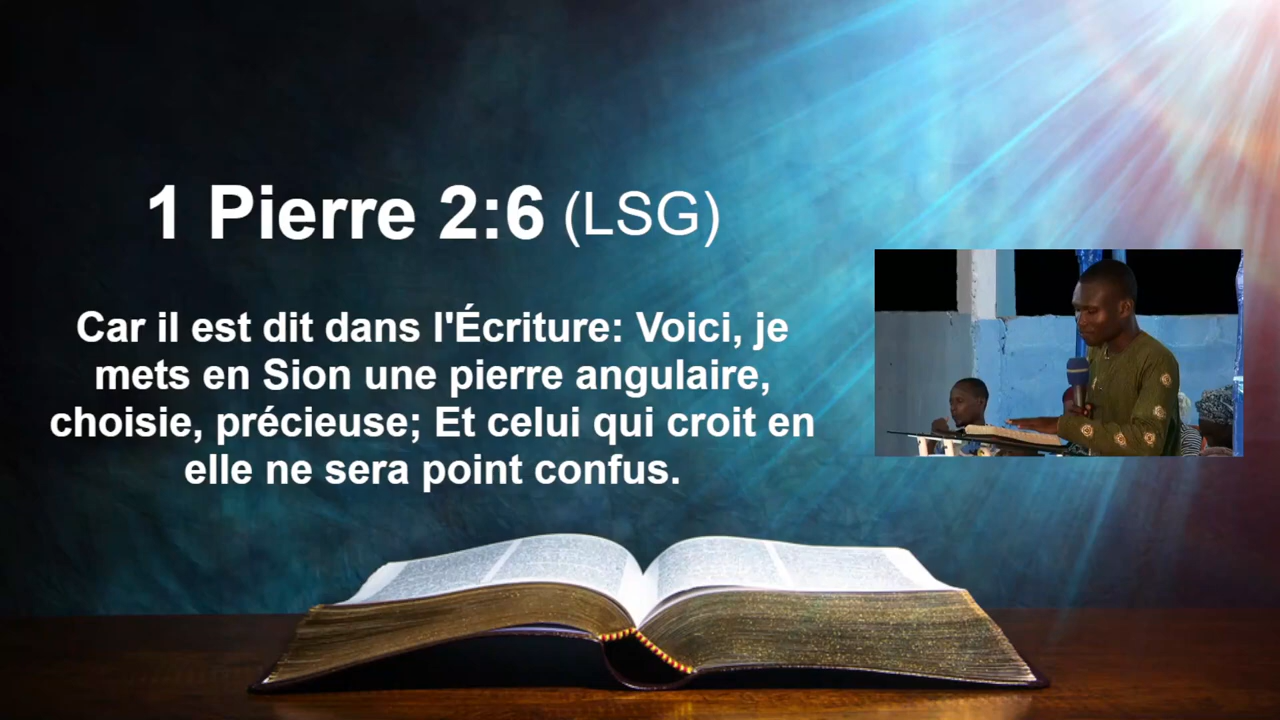 1 Pierre 2:6 (LSG)
Car il est dit dans l'Écriture: Voici, je
mets en Sion une pierre angulaire,
choisie, précieuse; Et celui qui croit en
elle ne sera point confus.